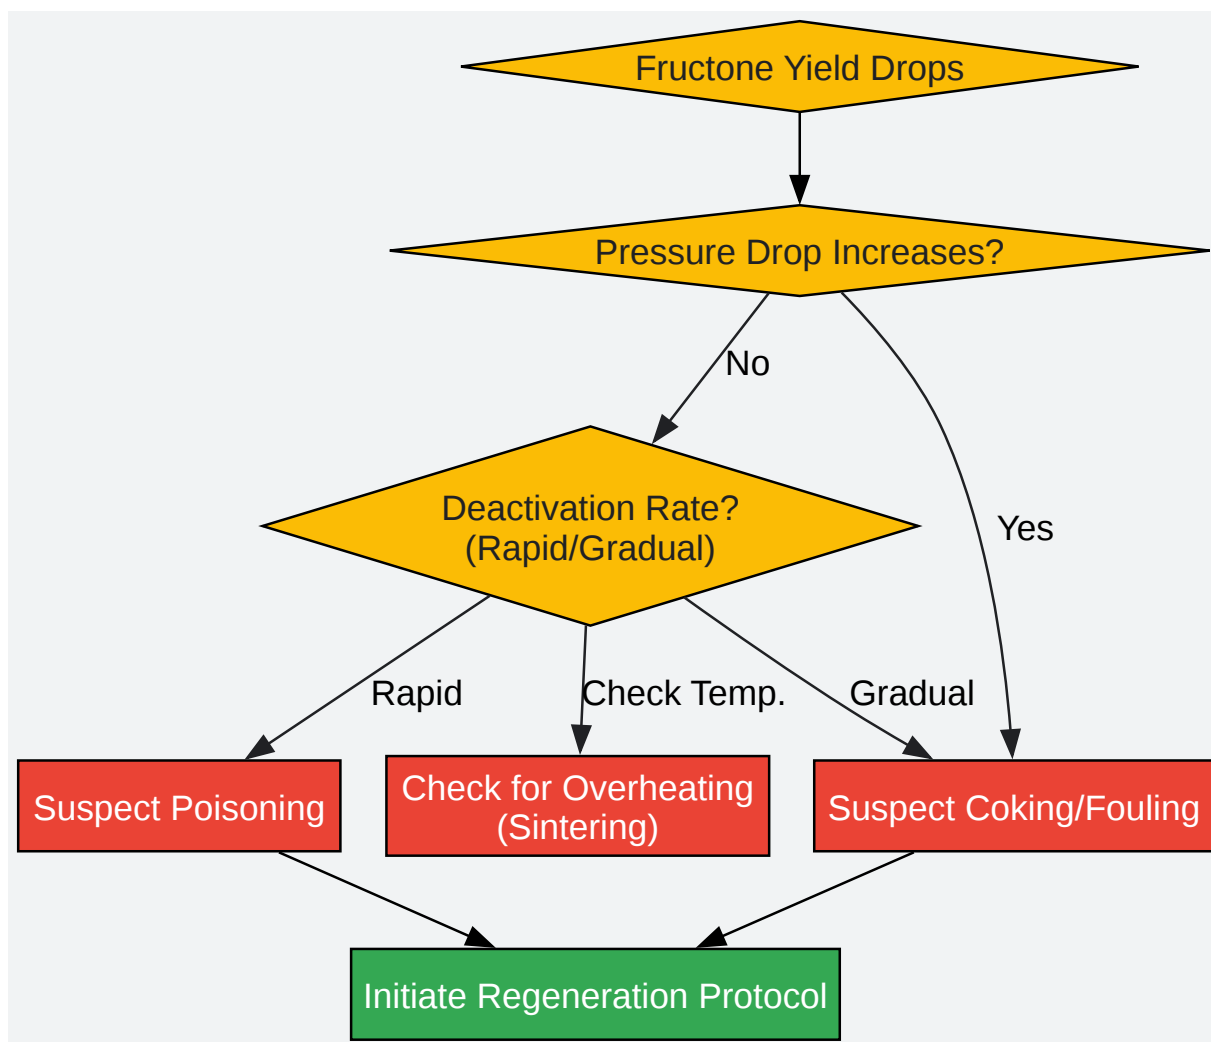 Fructone Yield Drops
Pressure Drop Increases?
No
Deactivation Rate?
(Rapid/Gradual)
Yes
Rapid
Check Temp.
Gradual
Suspect Poisoning
Check for Overheating
(Sintering)
Suspect Coking/Fouling
Initiate Regeneration Protocol